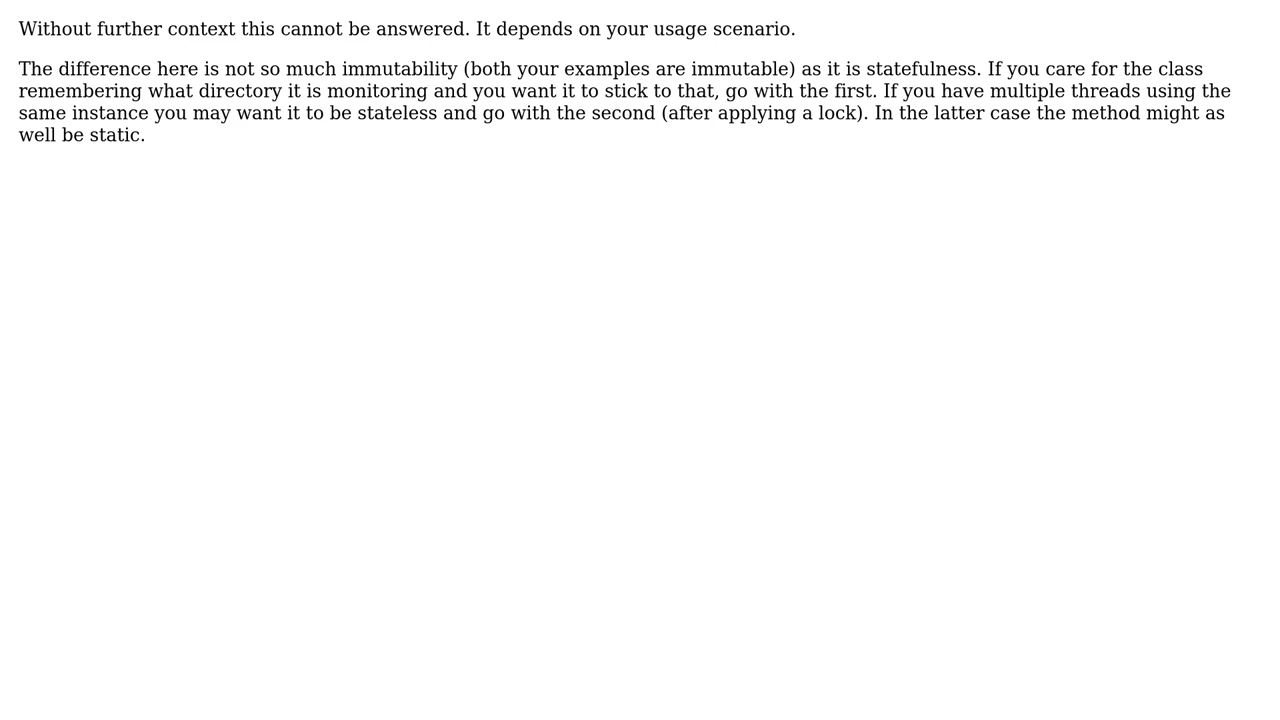 Without further context this cannot be answered. It depends on your usage scenario.
The difference here is not so much immutability (both your examples are immutable) as it is statefulness. If you care for the class
remembering what directory it is monitoring and you want it to stick to that, go with the first. If you have multiple threads using the
same instance you may want it to be stateless and go with the second (after applying a lock). In the latter case the method might as
well be static.